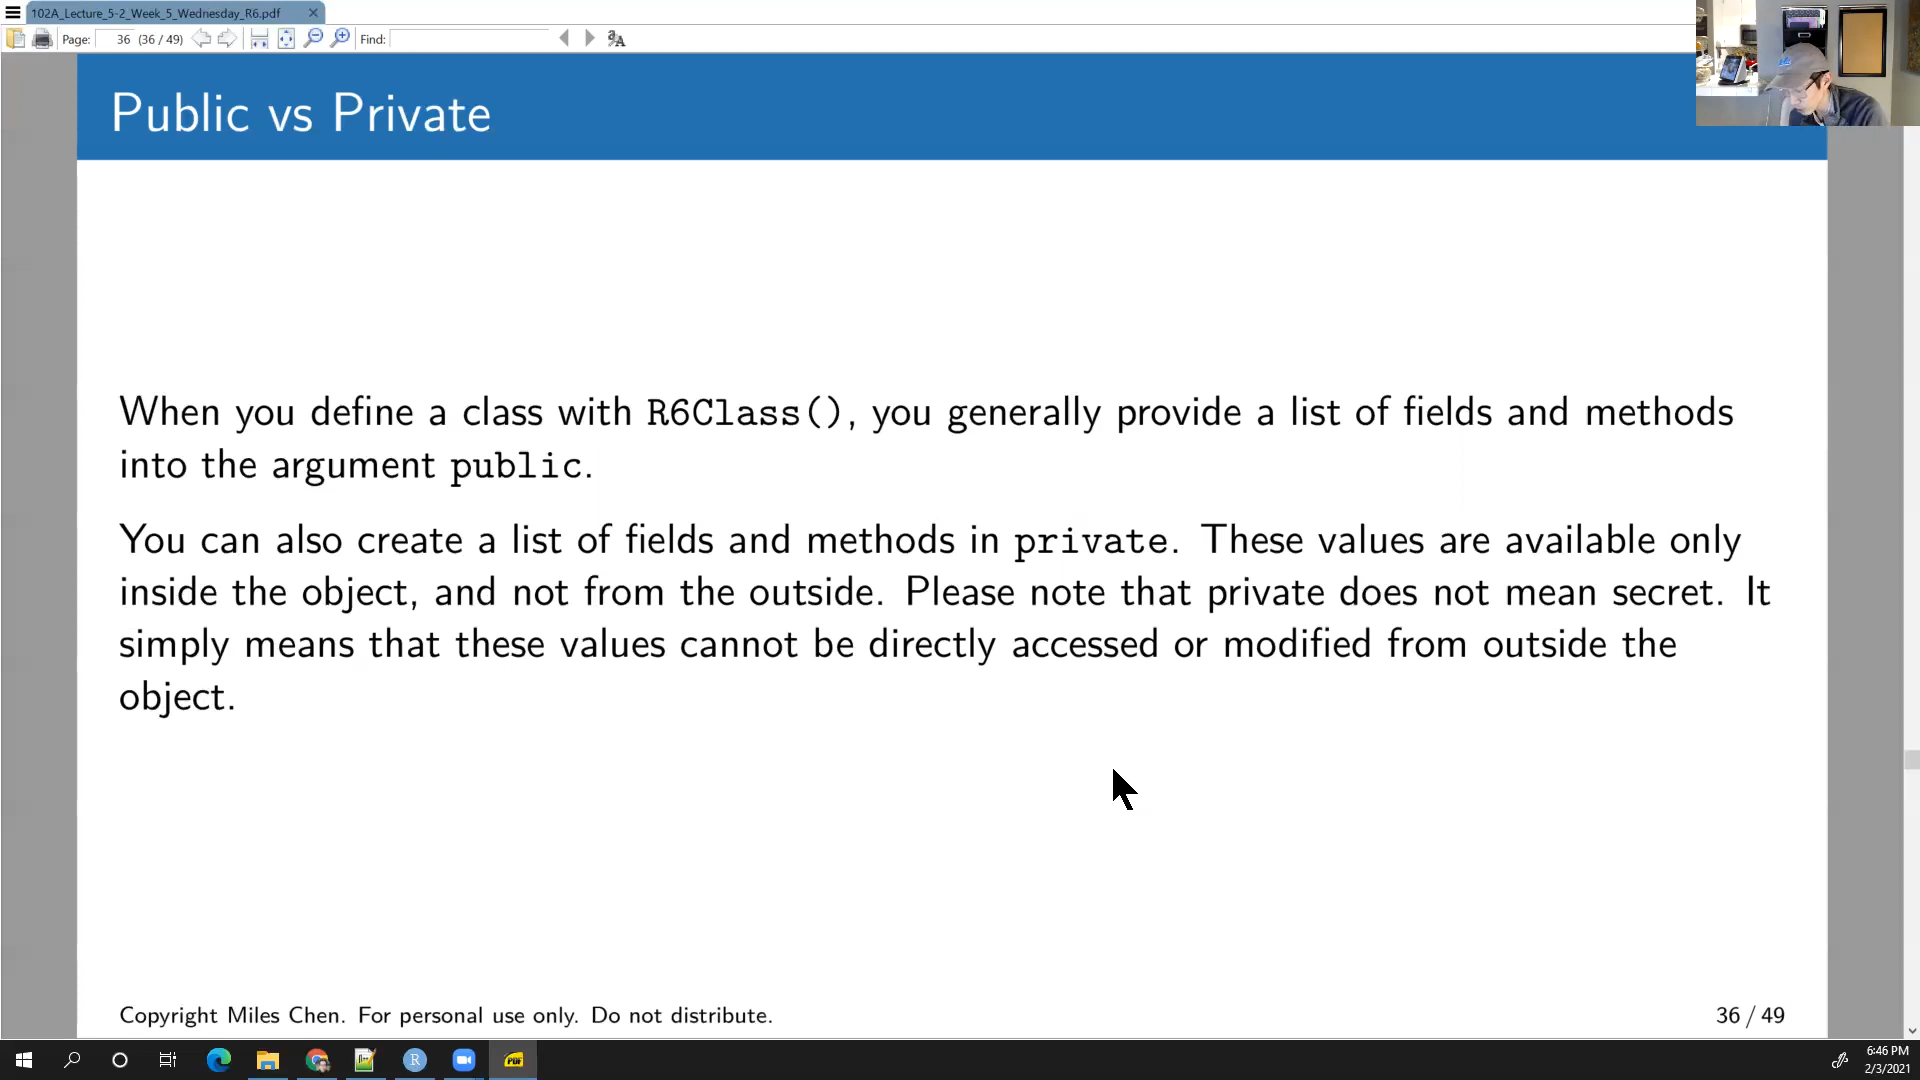 102A_Lecture_5-2_Week_5_Wednesday_R6.pdf
Page: 36 (36 / 49) Find:
Public vs Private
When you define a class with R6Class(), you generally provide a list of fields and methods
into the argument public.
You can also create a list of fields and methods in private. These values are available only
inside the object, and not from the outside. Please note that private does not mean secret. It
simply means that these values cannot be directly accessed or modified from outside the
object.
Copyright Miles Chen. For personal use only. Do not distribute.
36 / 49
R
PDF
6:46 PM
2/3/2021